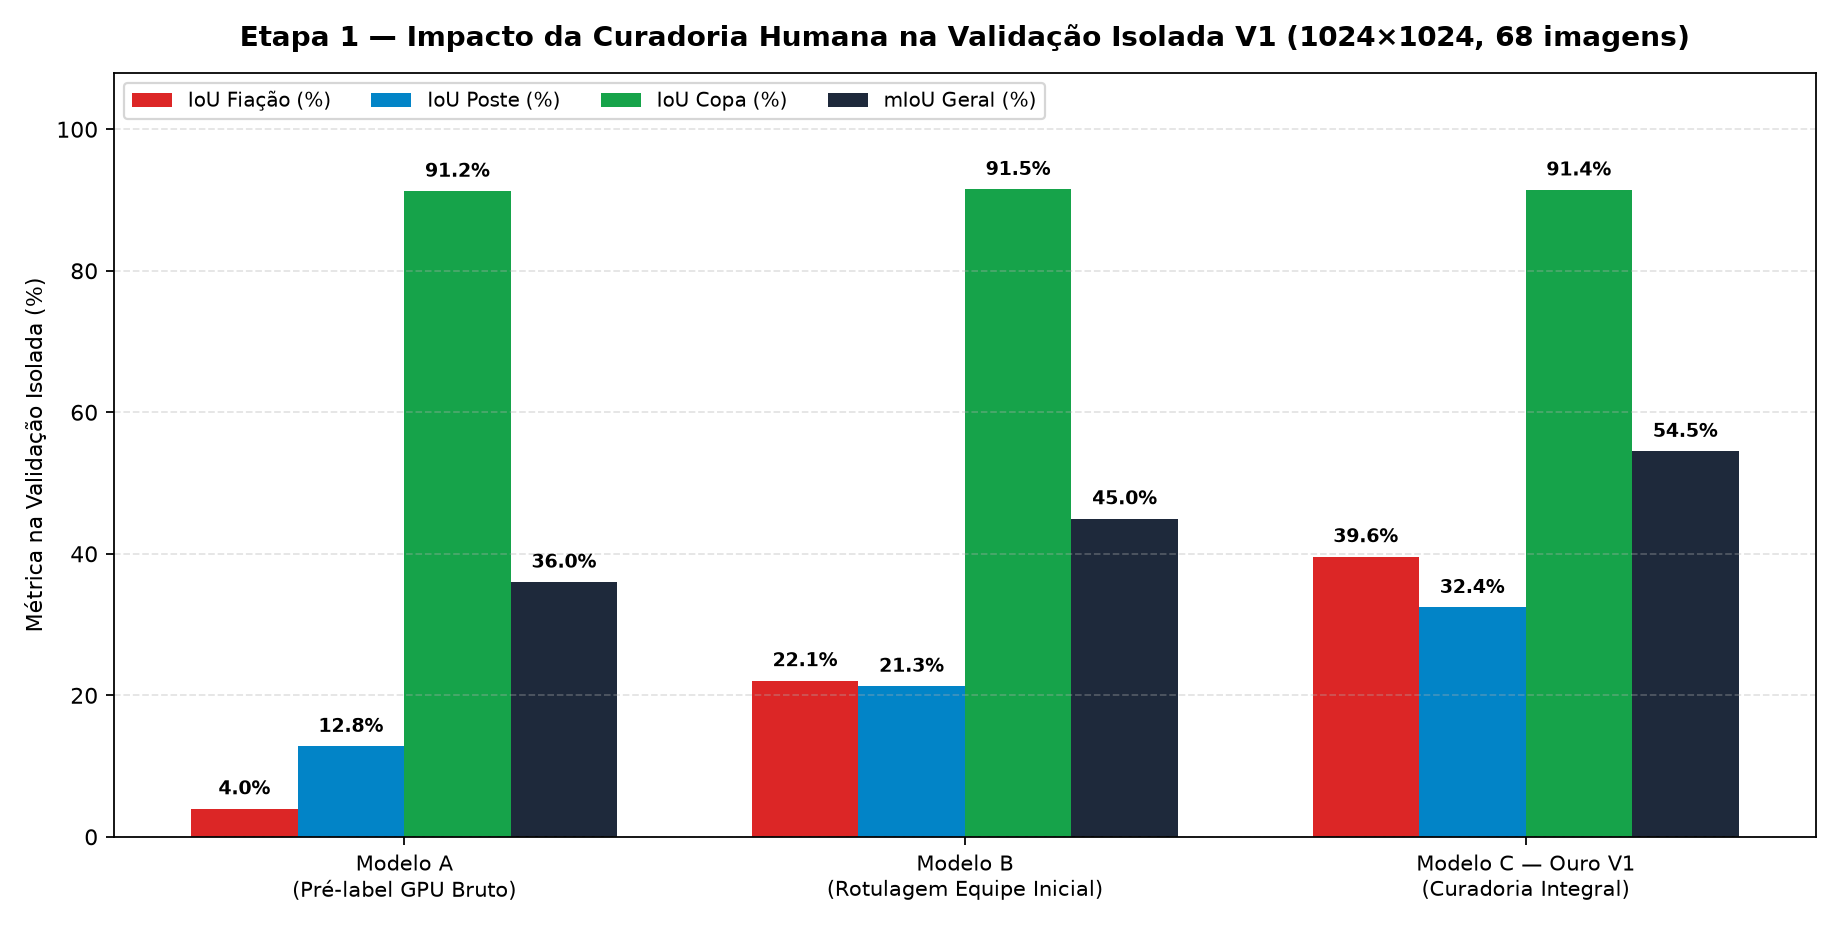 Etapa 1 — Impacto da Curadoria Humana na Validação Isolada V1 (1024×1024, 68 imagens)
IoU Fiação (%) IoU Poste (%) IoU Copa (%) mIoU Geral (%)
Métrica na Validação Isolada (%)
100
80
60
40
20
0
4.0% 12.8% 91.2% 36.0%
22.1% 21.3% 91.5% 45.0%
39.6% 32.4% 91.4% 54.5%
Modelo A
(Pré-label GPU Bruto)
Modelo B
(Rotulagem Equipe Inicial)
Modelo C — Ouro V1
(Curadoria Integral)